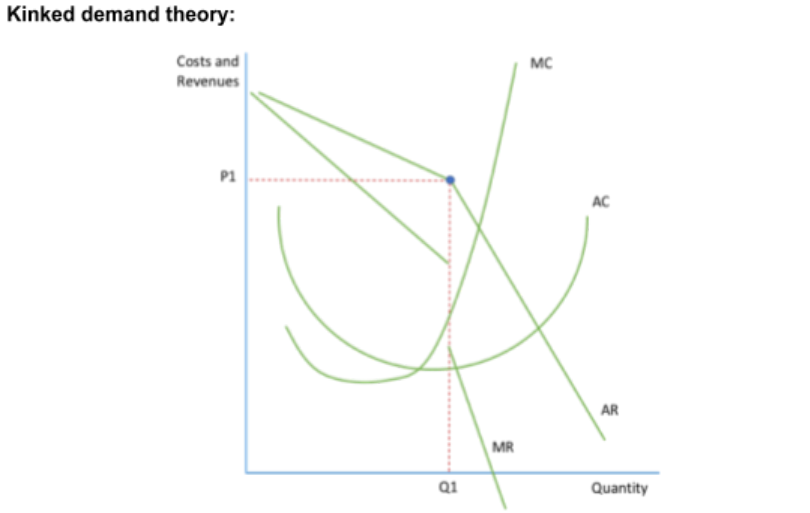 Kinked demand theory:
Costs and
Revenues
MC
P1
AC
AR
MR
Q1
Quantity